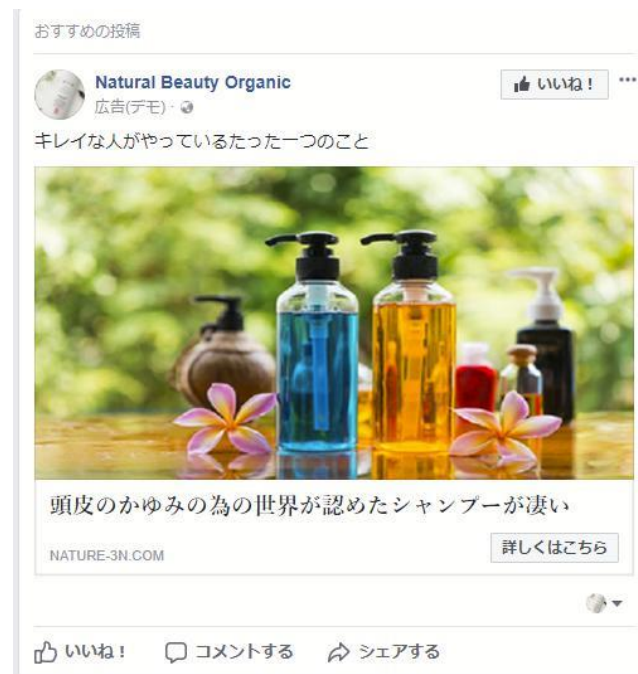 おすすめの投稿
Natural Beauty Organic
いいね！
広告(デモ) ·
キレイな人がやっているたった一つのこと
頭皮のかゆみの為の世界が認めたシャンプーが凄い
NATURE-3N.COM
詳しくはこちら
いいね！ コメントする シェアする